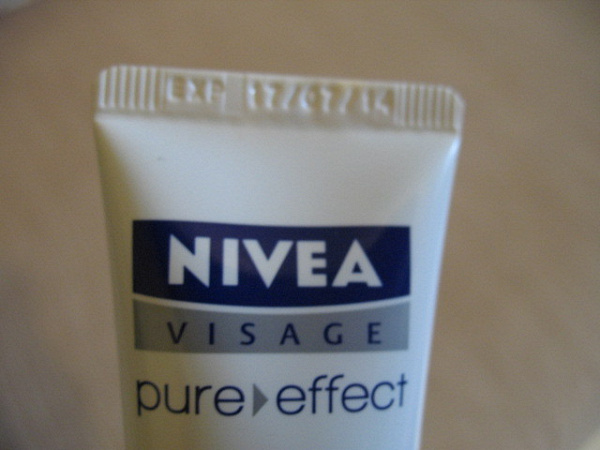 EXP 17/07/14
NIVEA
VISAGE
pure effect